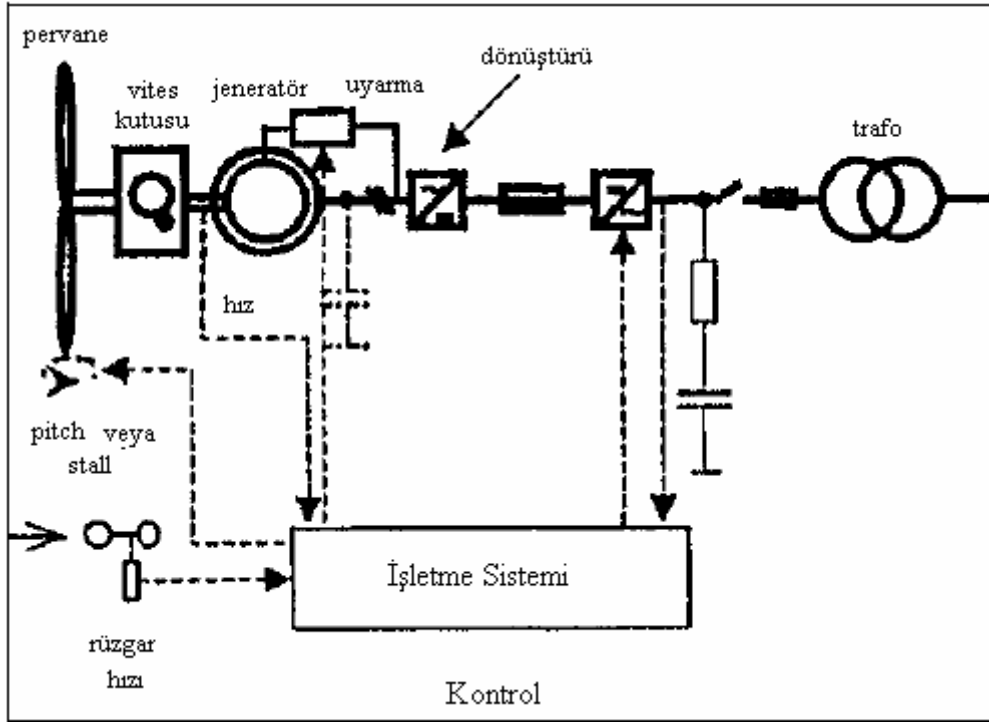 pervane
vites
kutusu
jeneratör
uyarma
dönüştürü
trafo
hız
pitch veya
stall
rüzgar
hızı
İşletme Sistemi
Kontrol